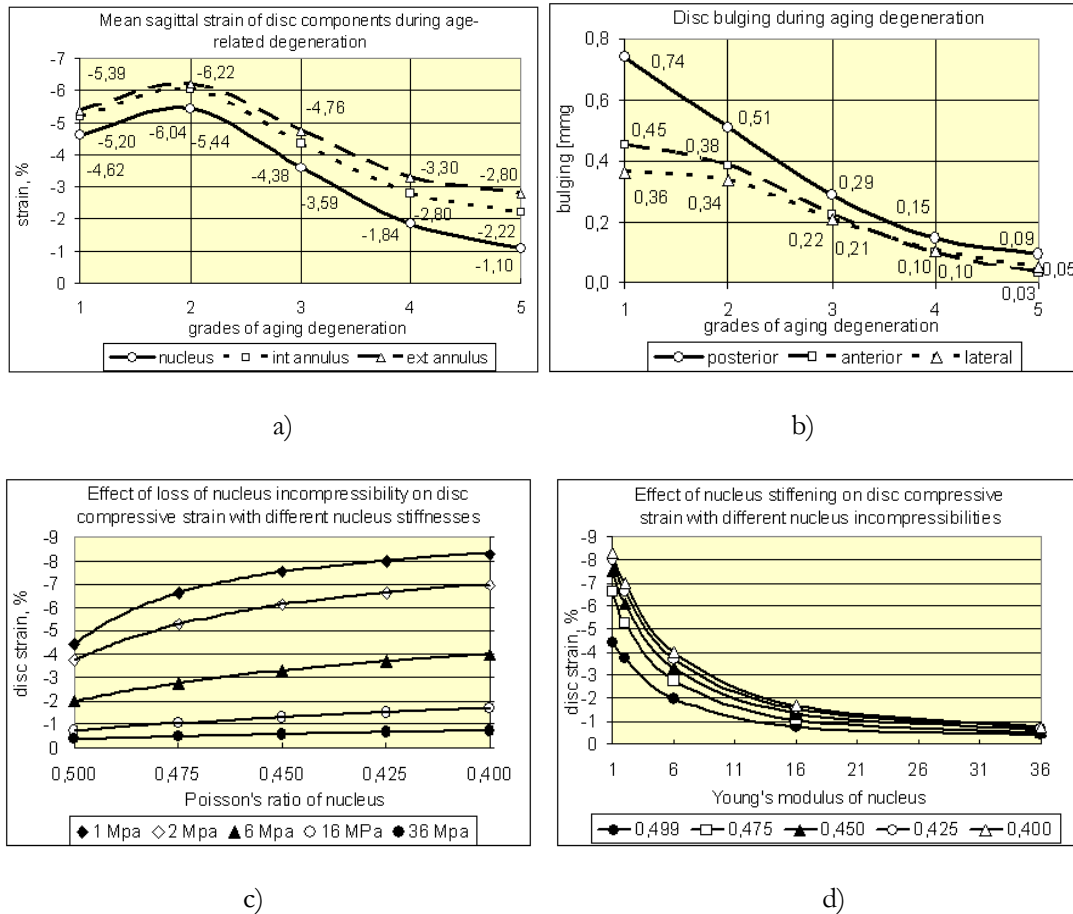 Mean sagittal strain of disc components during age-
related degeneration
-7
-6
-5
-4
-3
-2
-1
0
strain, %
-5,39
-6,22
-4,76
-3,30
-2,80
-5,20
-6,04
-5,44
-4,62
-4,38
-3,59
-2,80
-1,84
-2,22
-1,10
1 2 3 4 5
grades of aging degeneration
nucleus int annulus ext annulus
a)
Disc bulging during aging degeneration
0,8
0,6
0,4
0,2
0,0
bulging [mmg
0,74
0,51
0,45
0,38
0,29
0,36
0,34
0,15
0,09
0,22
0,21
0,10
0,10
0,05
0,03
1 2 3 4 5
grades of aging degeneration
posterior anterior lateral
b)
Effect of loss of nucleus incompressibility on disc
compressive strain with different nucleus stiffnesses
-9
-8
-7
-6
-5
-4
-3
-2
-1
0
disc strain, %
0,500 0,475 0,450 0,425 0,400
Poisson's ratio of nucleus
1 Mpa 2 Mpa 6 Mpa 16 MPa 36 Mpa
c)
Effect of nucleus stiffening on disc compressive
strain with different nucleus incompressibilities
-9
-8
-7
-6
-5
-4
-3
-2
-1
0
disc strain, %
1 6 11 16 21 26 31 36
Young's modulus of nucleus
0,499 0,475 0,450 0,425 0,400
d)